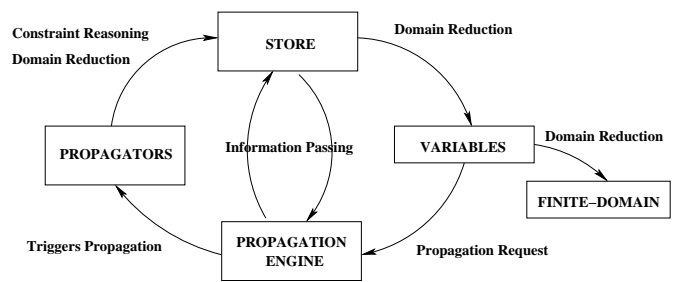 Constraint Reasoning
Domain Reduction
STORE
Domain Reduction
PROPAGATORS
Information Passing
VARIABLES
Domain Reduction
FINITE−DOMAIN
Triggers Propagation
PROPAGATION
ENGINE
Propagation Request